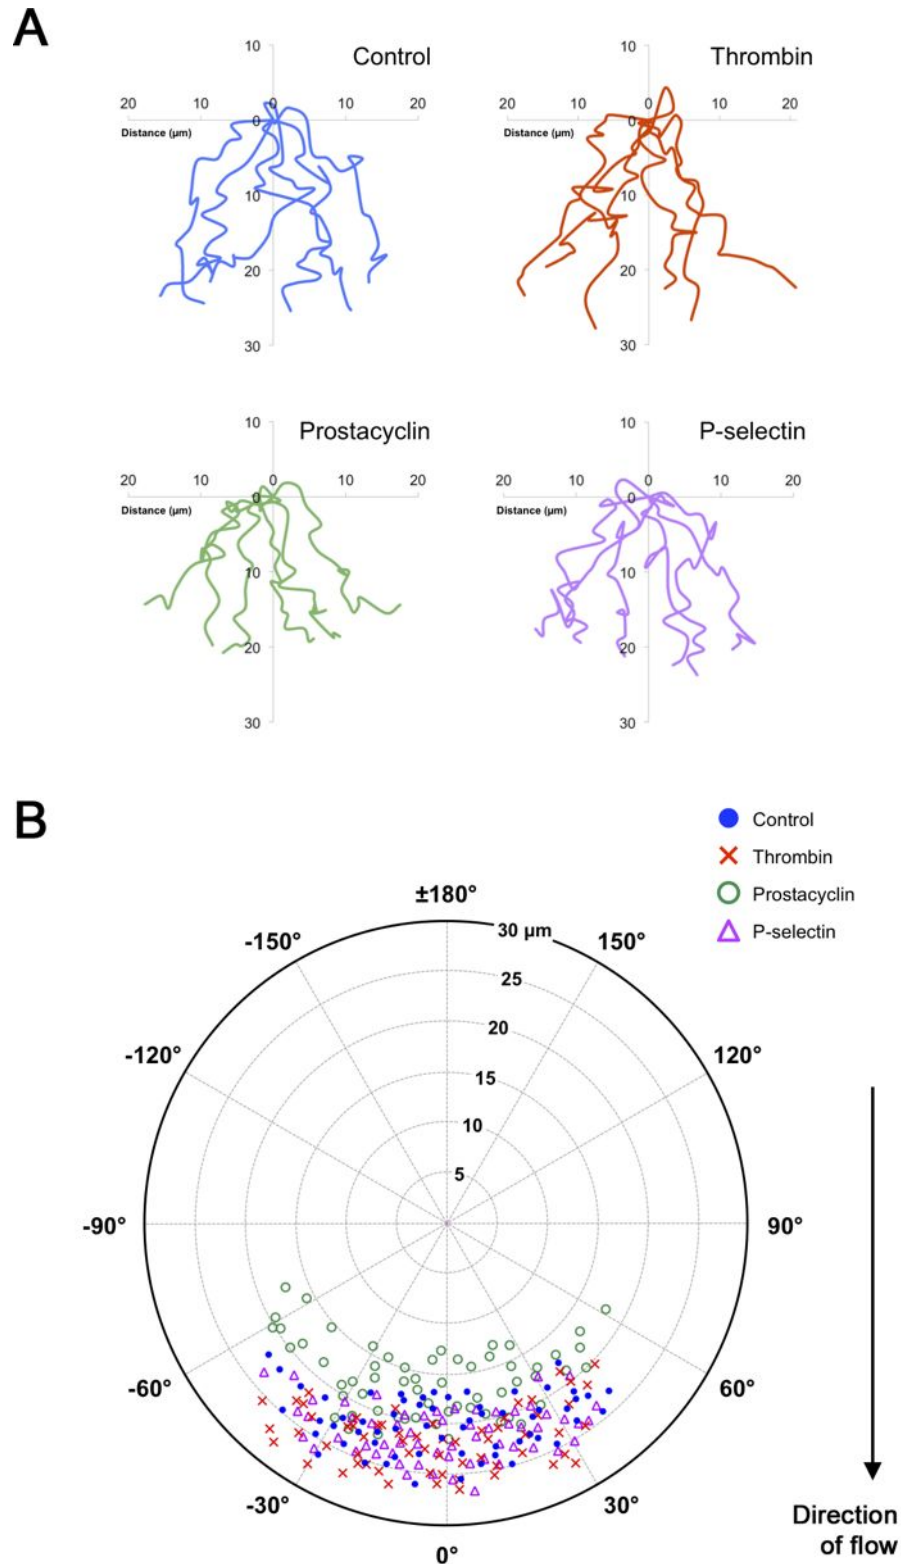 A
Control
Thrombin
10
10
20 10 0 10 20
20 10 0 10 20
0
0
Distance (µm)
Distance (µm)
10
10
20
20
30
30
Prostacyclin
P-selectin
10
10
20 10 0 10 20
20 10 0 10 20
0
0
Distance (µm)
Distance (µm)
10
10
20
20
30
30
B
Control
Thrombin
Prostacyclin
P-selectin
±180°
30 µm
-150°
150°
25
20
-120°
120°
15
10
5
-90°
90°
-60°
60°
-30°
30°
0°
Direction
of flow